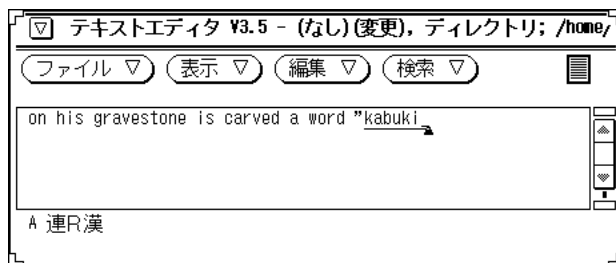 テキストエディタ V3.5 - (なし)(変更), ディレクトリ; /home/
ファイル ▽ 表示 ▽ 編集 ▽ 検索 ▽
on his gravestone is carved a word "kabuki
A 連R漢